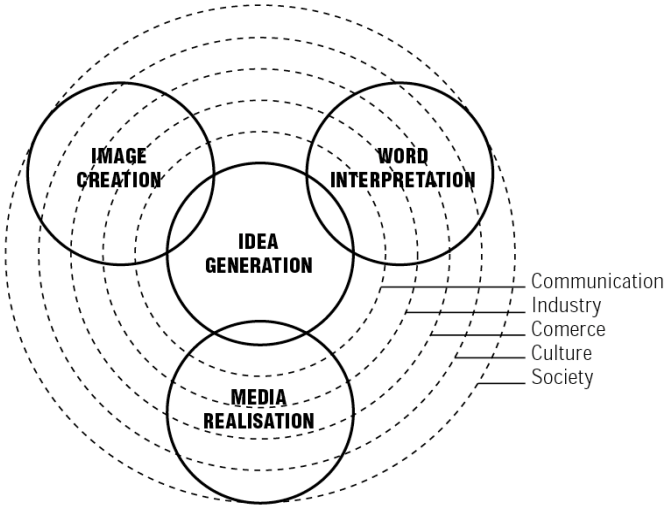 IMAGE
CREATION
WORD
INTERPRETATION
IDEA
GENERATION
MEDIA
REALISATION
Communication
Industry
Comerce
Culture
Society